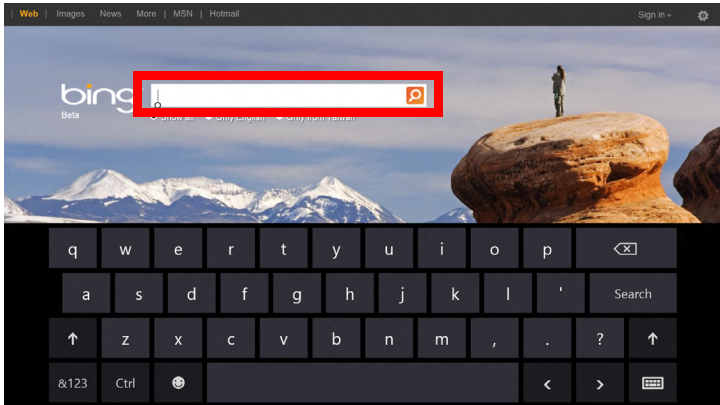 | Web | Images News More | MSN | Hotmail Sign in
bing
Beta
Show all Only English Only from Taiwan
q w e r t y u i o p
a s d f g h j k l ' Search
z x c v b n m , . ?
&123 Ctrl < >